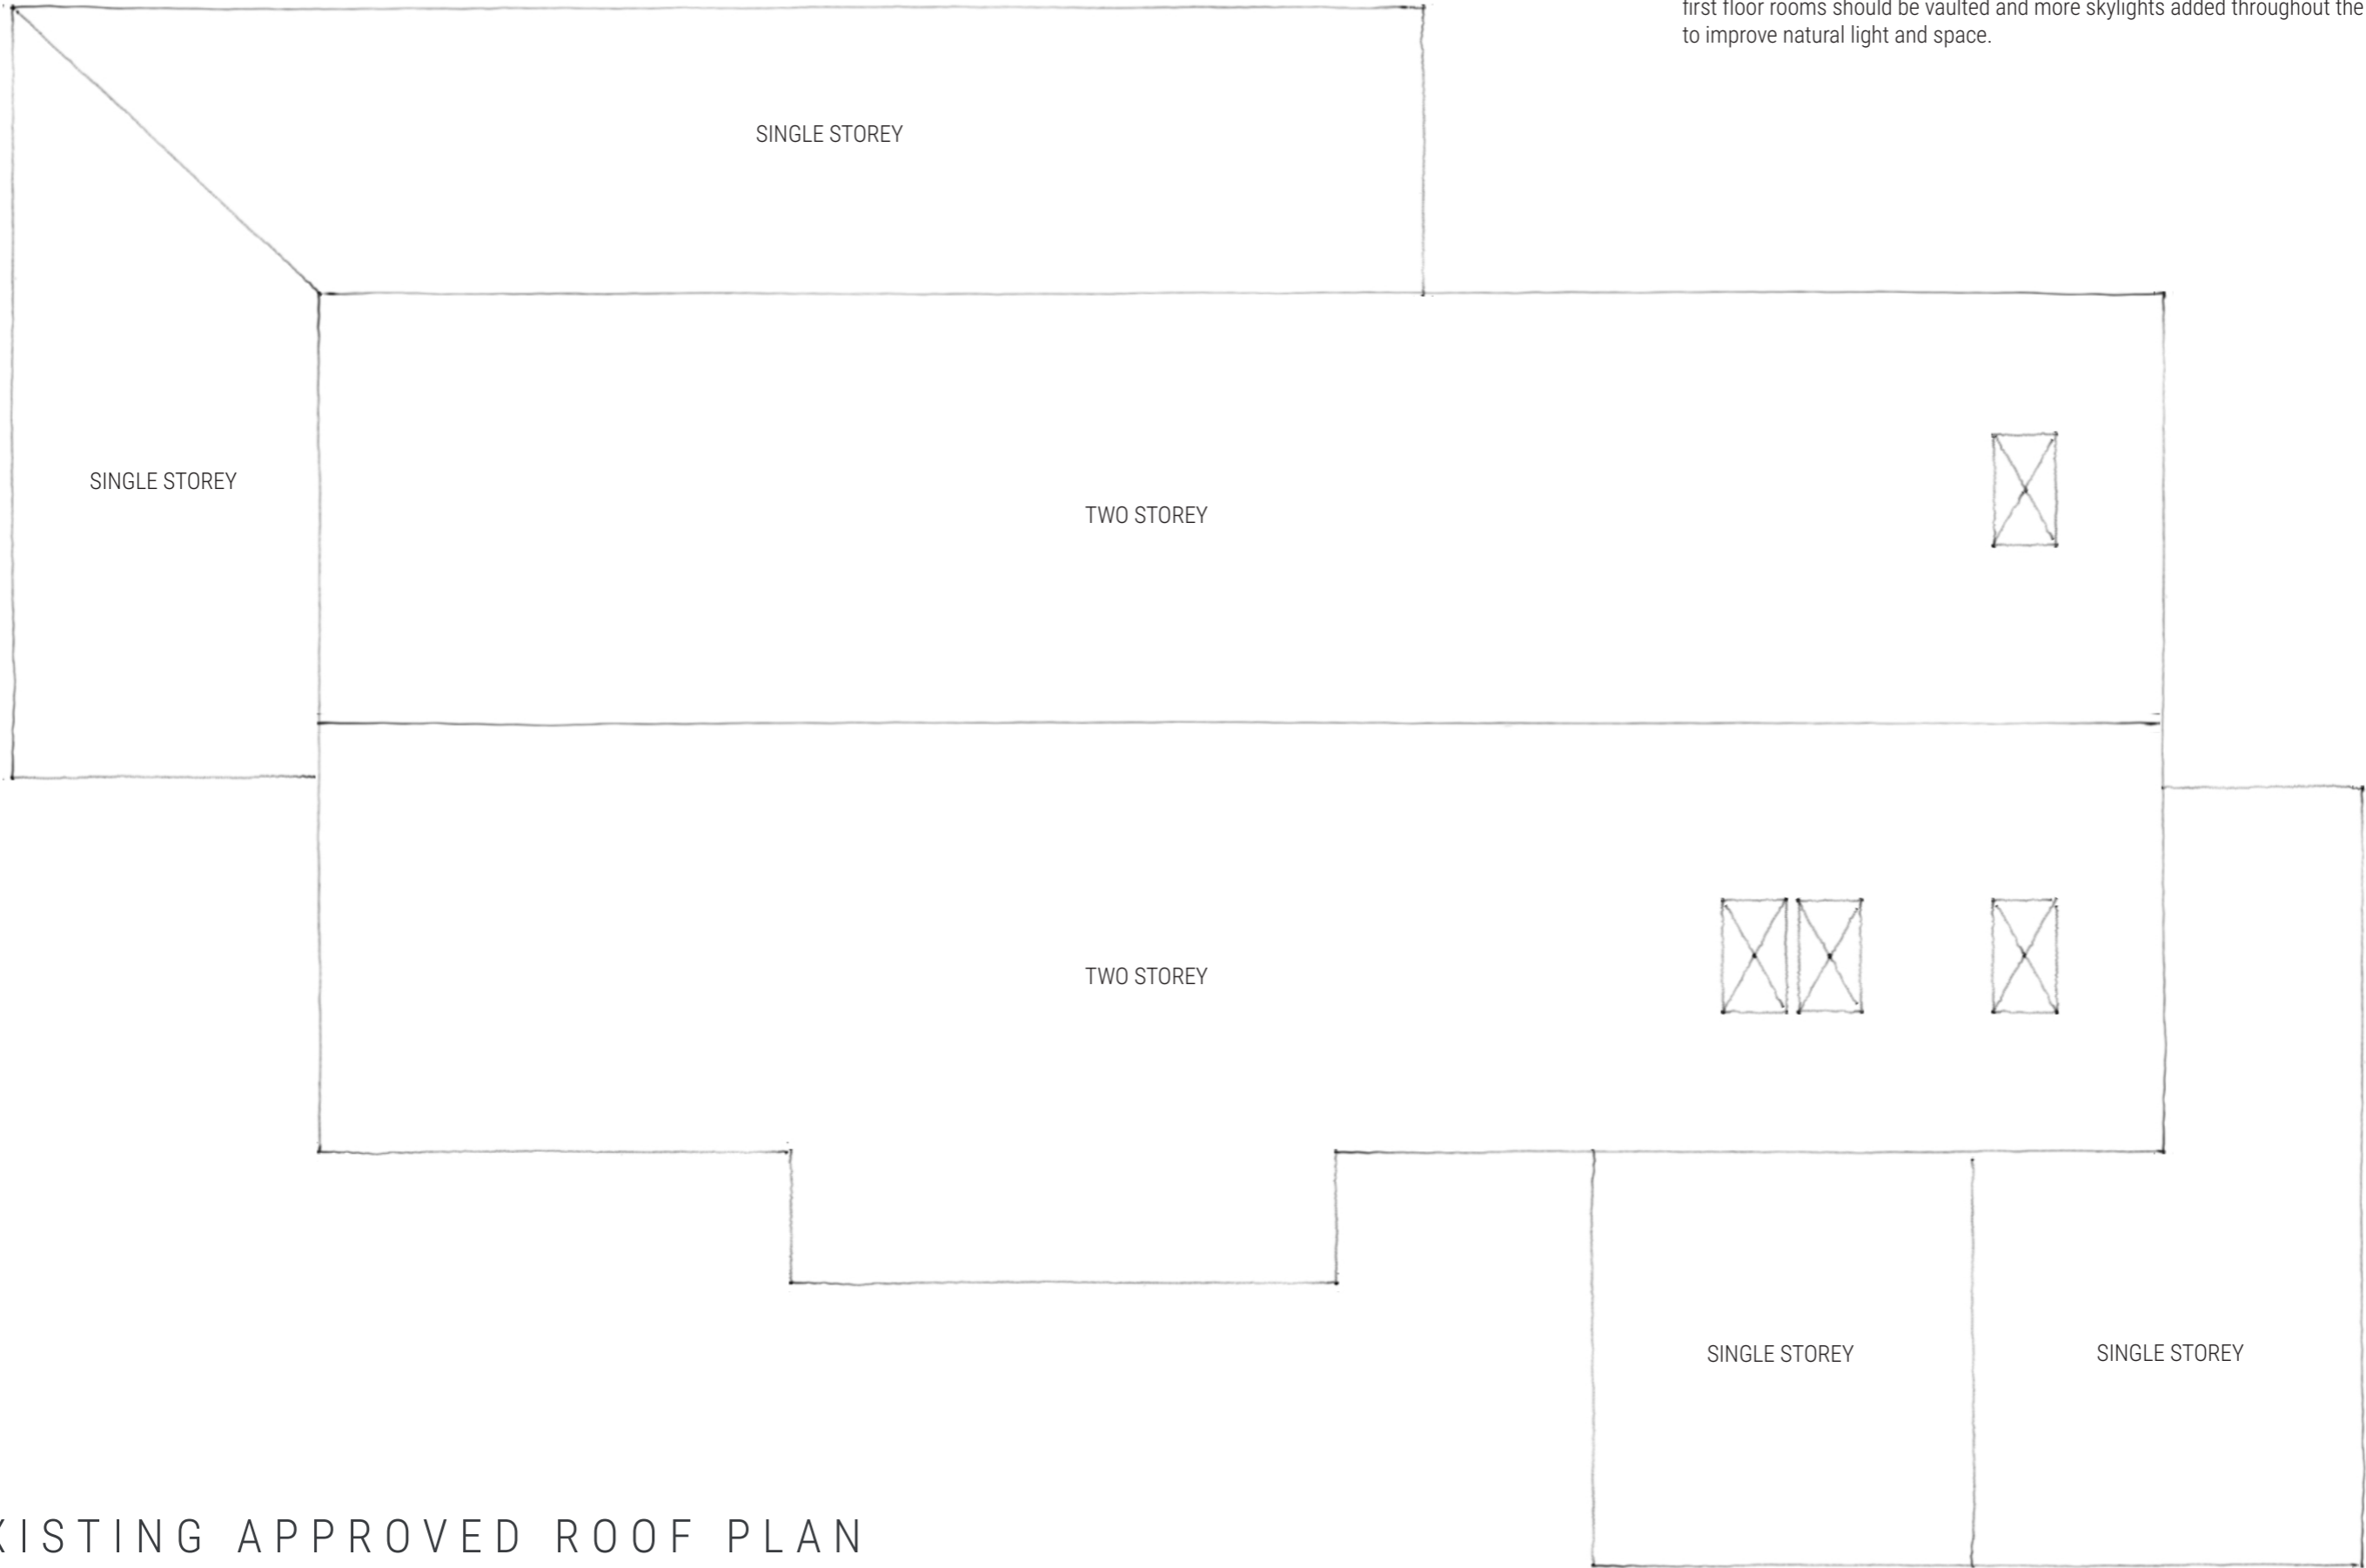 first floor rooms should be vaulted and more skylights added throughout the
to improve natural light and space.
SINGLE STOREY
SINGLE STOREY
TWO STOREY
TWO STOREY
SINGLE STOREY
SINGLE STOREY
XISTING APPROVED ROOF PLAN